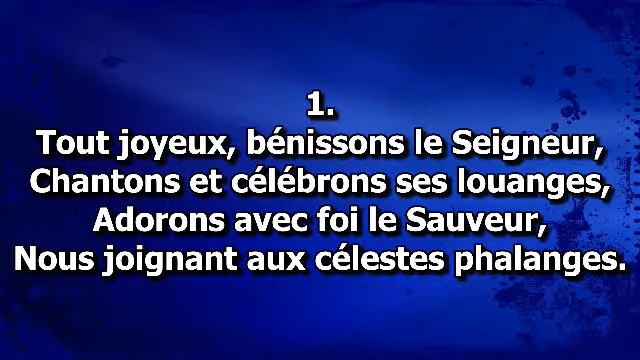 1.
Tout joyeux, bénissons le Seigneur,
Chantons et célébrons ses louanges,
Adorons avec foi le Sauveur,
Nous joignant aux célestes phalanges.